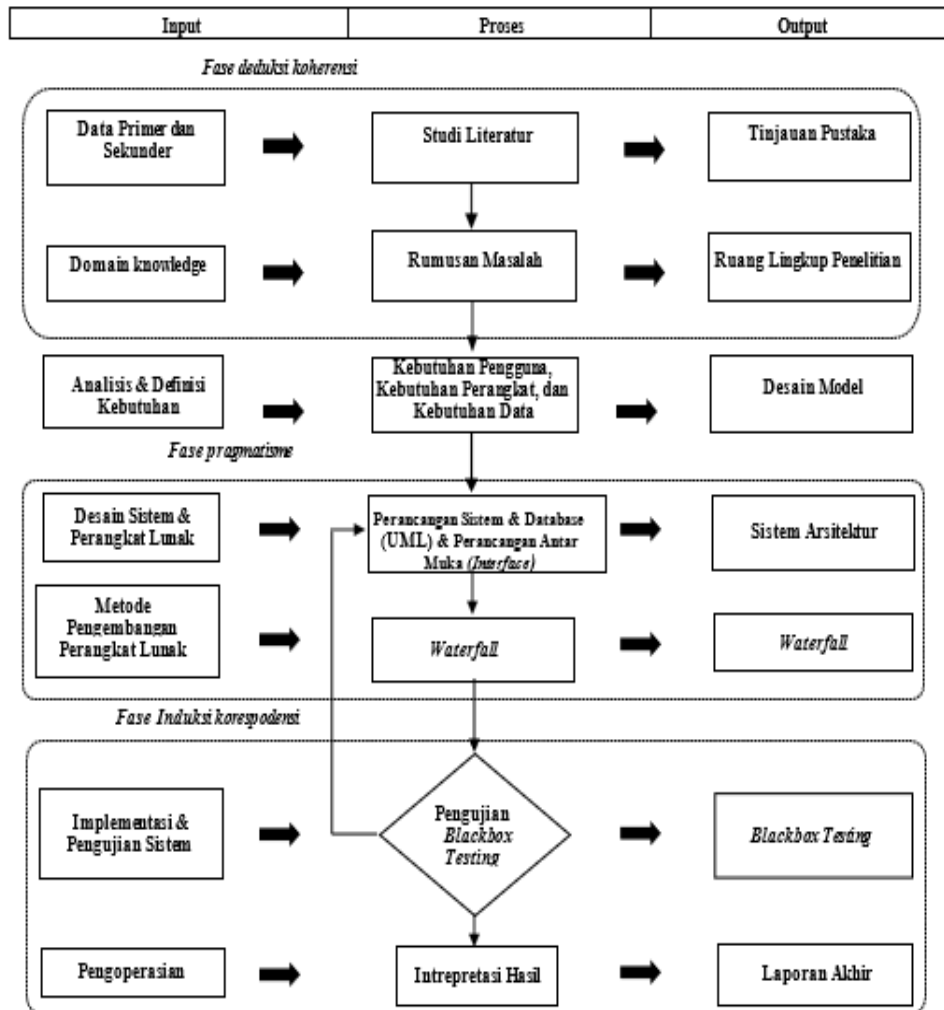 Input
Proses
Output
Fase deduksi koherensi
Data Primer dan
Sekunder
Studi Literatur
Tinjauan Pustaka
Domain knowledge
Rumusan Masalah
Ruang Lingkup Penelitian
Analisis & Definisi
Kebutuhan
Kebutuhan Pengguna,
Kebutuhan Perangkat, dan
Kebutuhan Data
Desain Model
Fase pragmatisme
Desain Sistem &
Perangkat Lunak
Perancangan Sistem & Database
(UML) & Perancangan Antar
Muka (Interface)
Sistem Arsitektur
Metode
Pengembangan
Perangkat Lunak
Waterfall
Waterfall
Fase Induksi korespodensi
Implementasi &
Pengujian Sistem
Pengujian
Blackbox
Testing
Blackbox Testing
Pengoperasian
Intrepretasi Hasil
Laporan Akhir